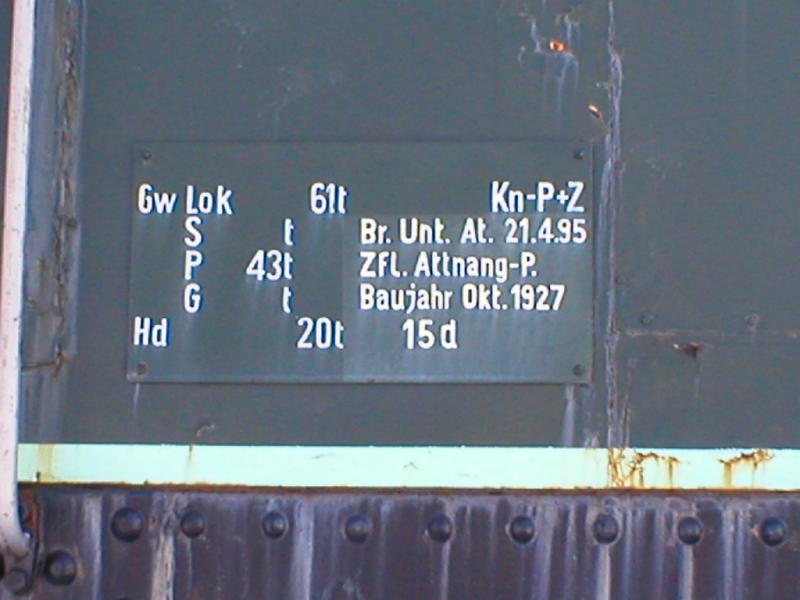 Gw Lok 61t Kn-P+Z
S t Br. Unt. At. 21.4.95
P 43t Zfl. Attnang-P.
G t Baujahr Okt. 1927
Hd 20t 15d